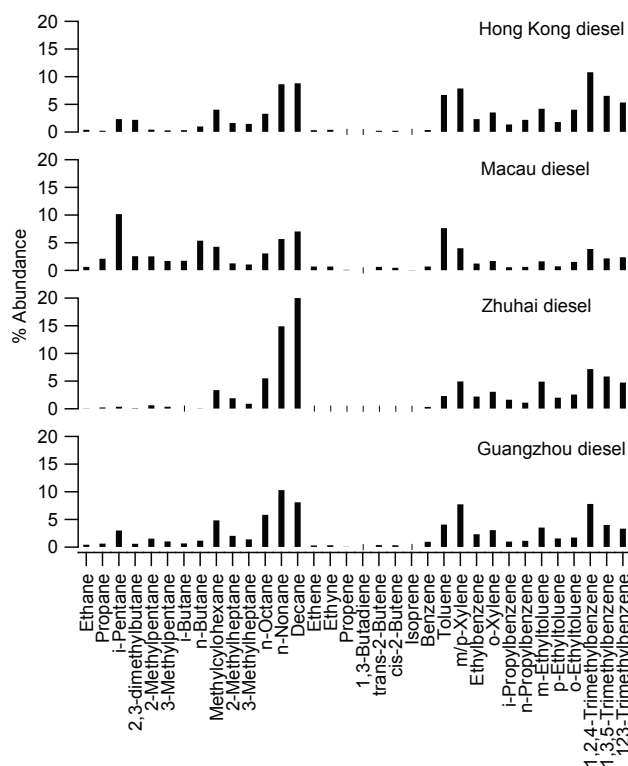 20
15
10
5
0
Hong Kong diesel
20
15
10
5
0
Macau diesel
20
15
10
5
0
Zhuhai diesel
20
15
10
5
0
Guangzhou diesel
% Abundance
Ethane
Propane
i-Pentane
2,3-dimethylbutane
2-Methylpentane
3-Methylpentane
I-Butane
n-Butane
Methylcylohexane
2-Methylheptane
3-Methylheptane
n-Octane
n-Nonane
Decane
Ethene
Ethyne
Propene
1,3-Butadiene
trans-2-Butene
cis-2-Butene
Isoprene
Benzene
Toluene
m/p-Xylene
Ethylbenzene
o-Xylene
i-Propylbenzene
n-Propylbenzene
m-Ethyltoluene
p-Ethyltoluene
o-Ethyltoluene
1,2,4-Trimethylbenzene
1,3,5-Trimethylbenzene
123-Trimethylbenzene